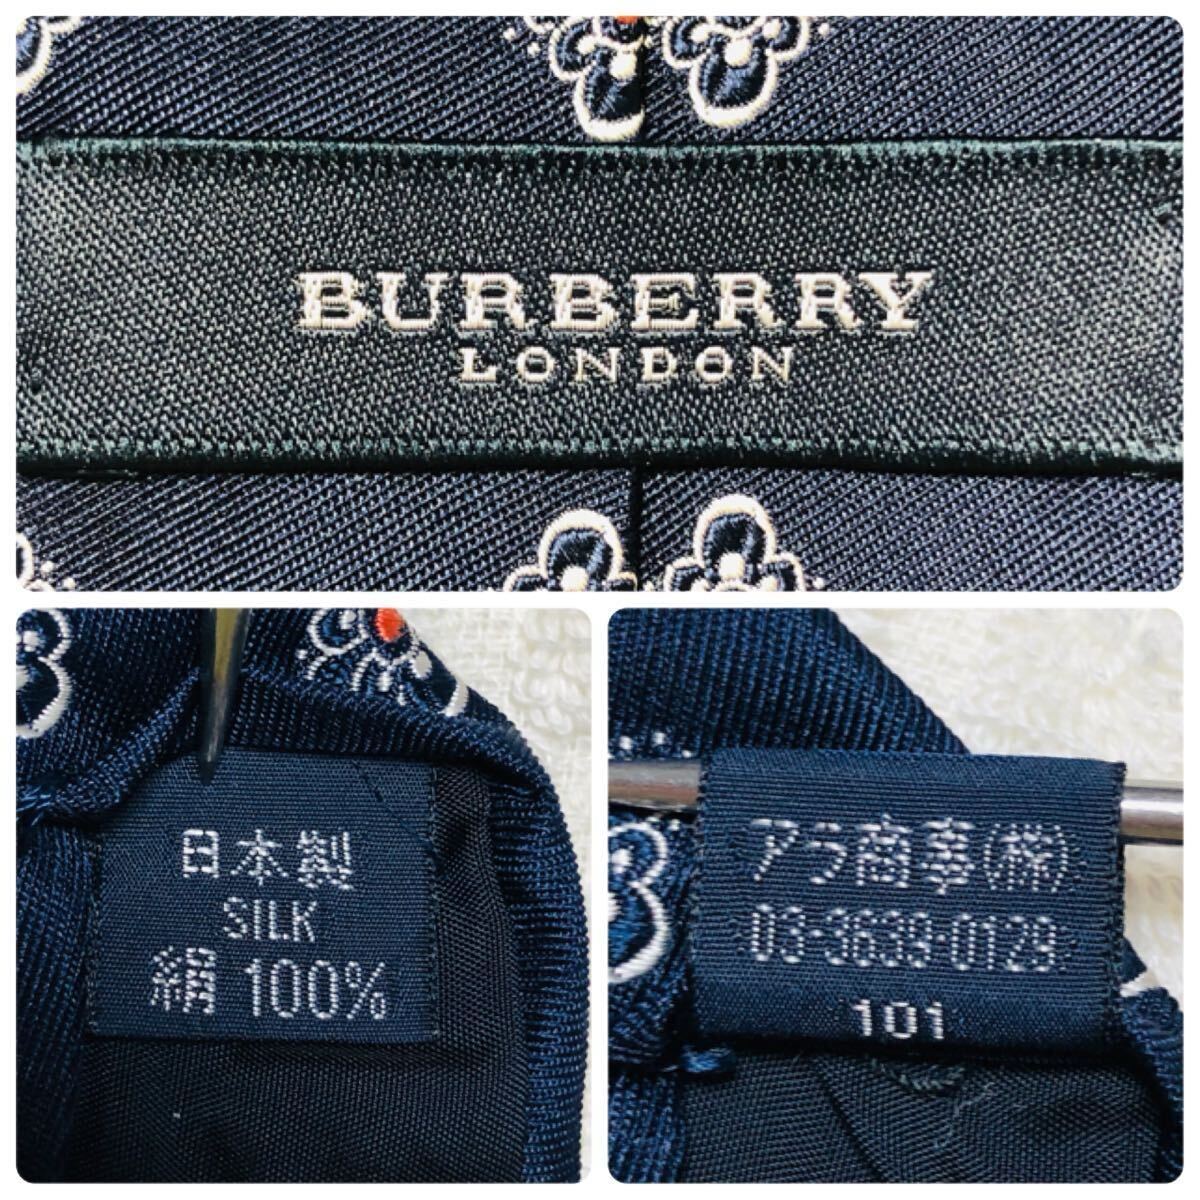 BURBERRY
LONDON
日本製
SILK
絹 100%
アラ商事(株)
03-3639-0129
101